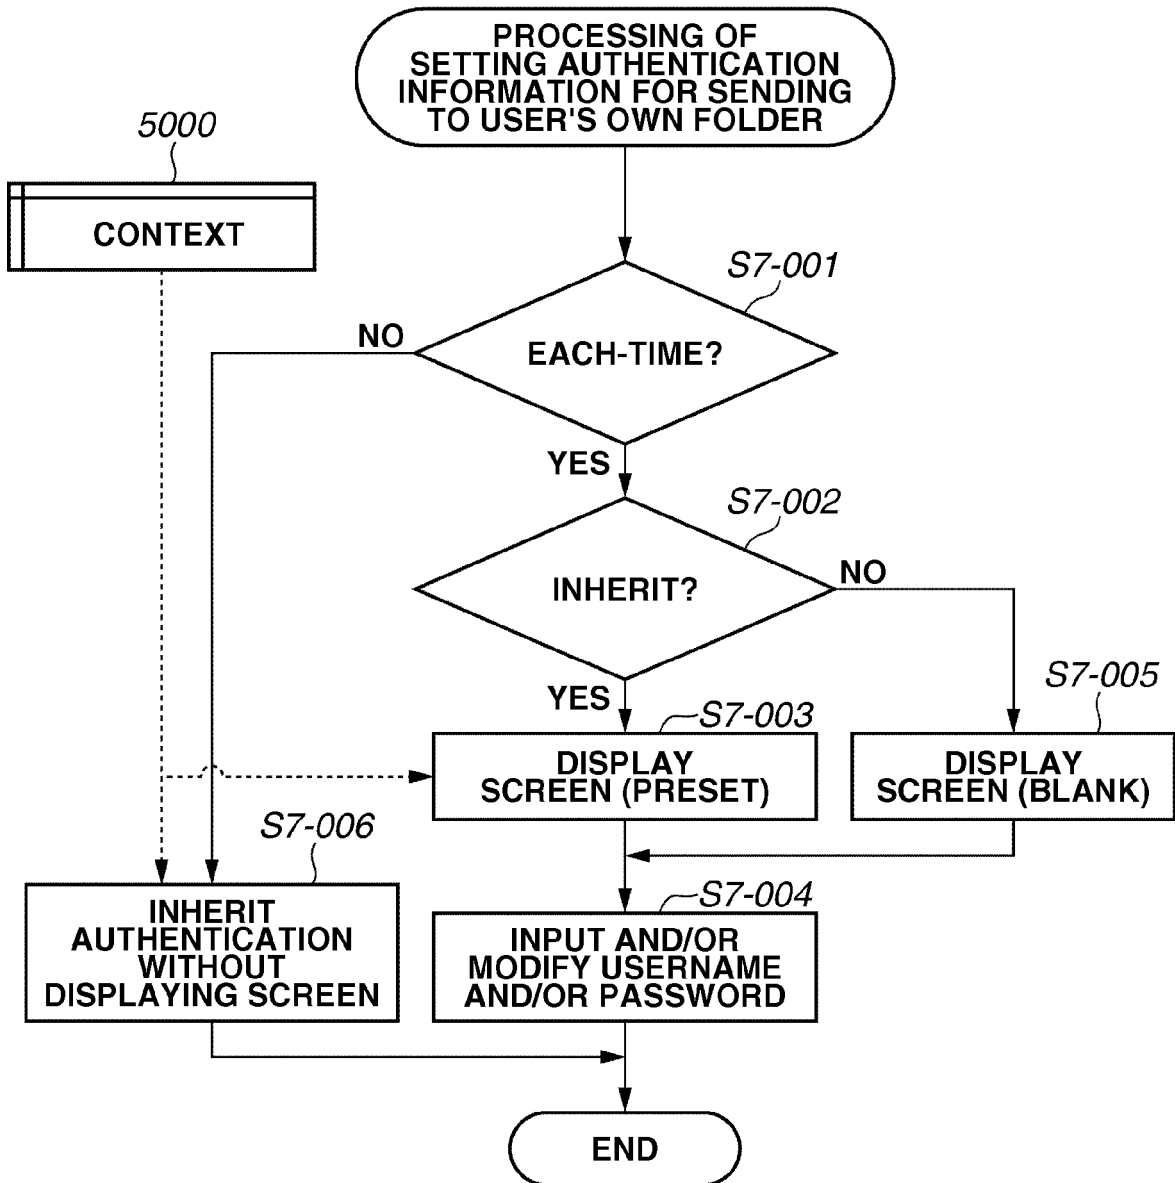 PROCESSING OF
SETTING AUTHENTICATION
INFORMATION FOR SENDING
TO USER'S OWN FOLDER
5000
CONTEXT
S7-001
NO
EACH-TIME?
YES
S7-002
INHERIT?
NO
YES
S7-003
S7-005
DISPLAY
SCREEN (PRESET)
DISPLAY
SCREEN (BLANK)
S7-006
S7-004
INHERIT
AUTHENTICATION
WITHOUT
DISPLAYING SCREEN
INPUT AND/OR
MODIFY USERNAME
AND/OR PASSWORD
END